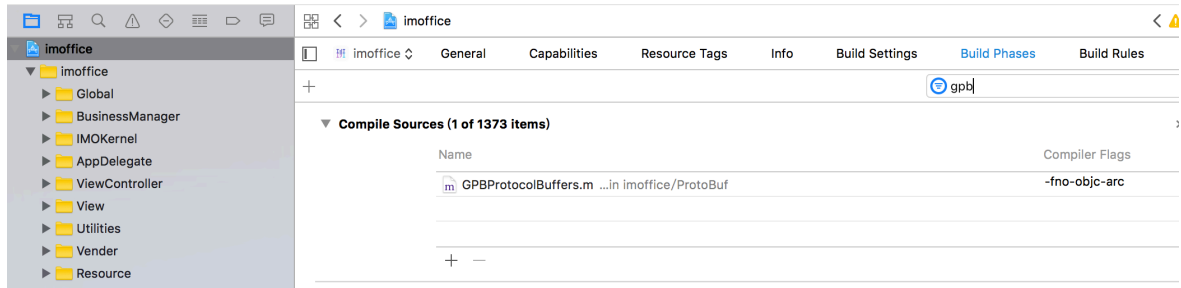 imoffice
imoffice
imoffice
General
Capabilities
Resource Tags
Info
Build Settings
Build Phases
Build Rules
imoffice
gpb
Global
BusinessManager
IMOKernel
AppDelegate
ViewController
View
Utilities
Vender
Resource
Compile Sources (1 of 1373 items)
Name
Compiler Flags
GPBProtocolBuffers.m ...in imoffice/ProtoBuf
-fno-objc-arc